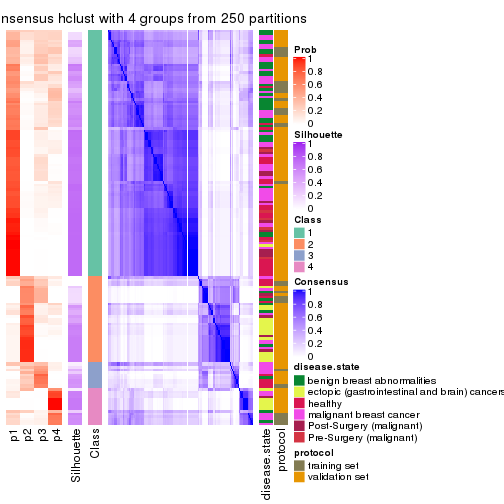 nsensus hclust with 4 groups from 250 partitions
Prob
1
0.8
0.6
0.4
0.2
0
Silhouette
1
0.8
0.6
0.4
0.2
0
Class
1
2
3
4
Consensus
1
0.8
0.6
0.4
0.2
0
disease.state
benign breast abnormalities
ectopic (gastrointestinal and brain) cancers
healthy
malignant breast cancer
Post-Surgery (malignant)
Pre-Surgery (malignant)
protocol
training set
validation set
p1
p2
p3
p4
Silhouette
Class
disease.state
protocol